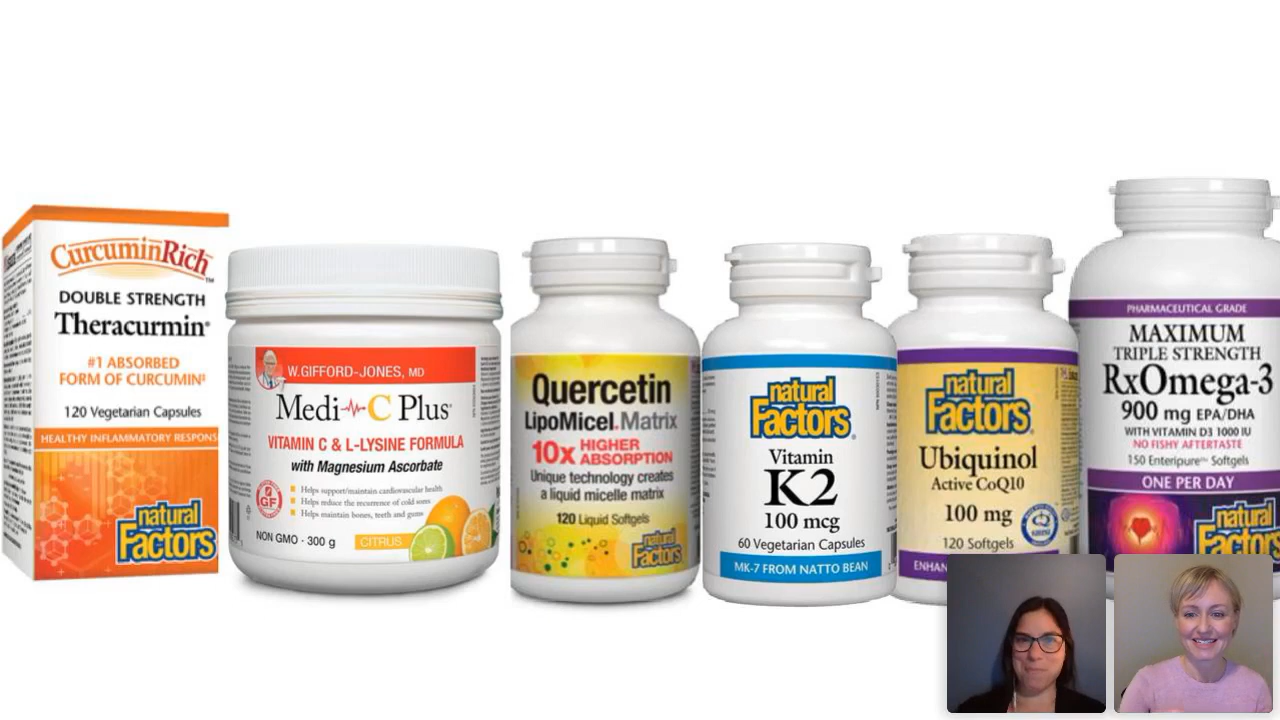 CurcuminRich™
DOUBLE STRENGTH
Theracurmin®
#1 ABSORBED
FORM OF CURCUMIN‡
120 Vegetarian Capsules
HEALTHY INFLAMMATORY RESPONS
natural
Factors
W. GIFFORD-JONES, MD
Medi C Plus®
VITAMIN C & L-LYSINE FORMULA
with Magnesium Ascorbate
Helps support/maintain cardiovascular health
Helps reduce the recurrence of cold sores
Helps maintain bones, teeth and gums
GF
NON GMO · 300 g
CITRUS
Quercetin
LipoMicel Matrix
10x HIGHER
ABSORPTION
Unique technology creates
a liquid micelle matrix
120 Liquid Softgels
natural
Factors
natural
Factors®
Vitamin
K2
100 mcg
60 Vegetarian Capsules
MK-7 FROM NATTO BEAN
natural
Factors®
Ubiquinol
Active CoQ10
100 mg
120 Softgels
ENHAN
PHARMACEUTICAL GRADE
MAXIMUM
TRIPLE STRENGTH
RxOmega-3
900 mg EPA/DHA
WITH VITAMIN D3 1000 IU
NO FISHY AFTERTASTE
150 Enteripure™ Softgels
ONE PER DAY
natural
Factors